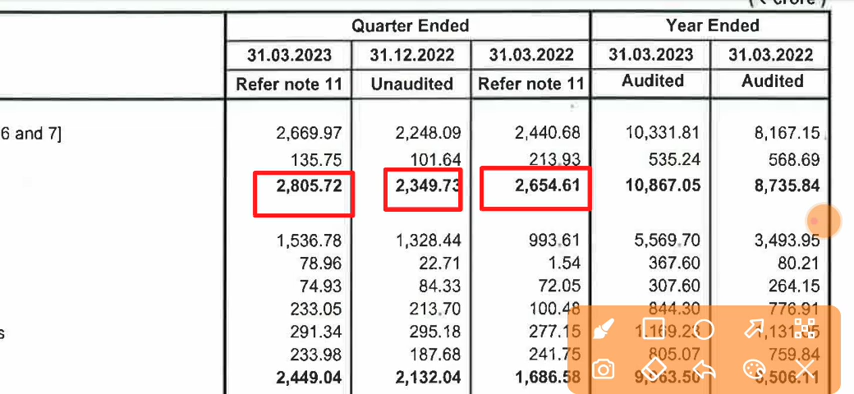 (₹ crore)
Quarter Ended Year Ended
31.03.2023 31.12.2022 31.03.2022 31.03.2023 31.03.2022
Refer note 11 Unaudited Refer note 11 Audited Audited
6 and 7] 2,669.97 2,248.09 2,440.68 10,331.81 8,167.15
135.75 101.64 213.93 535.24 568.69
2,805.72 2,349.73 2,654.61 10,867.05 8,735.84
1,536.78 1,328.44 993.61 5,569.70 3,493.95
78.96 22.71 1.54 367.60 80.21
74.93 84.33 72.05 307.60 264.15
233.05 213.70 100.48 844.30 776.91
s 291.34 295.18 277.15
233.98 187.68 241.75 805.07 759.84
2,449.04 2,132.04 1,686.58